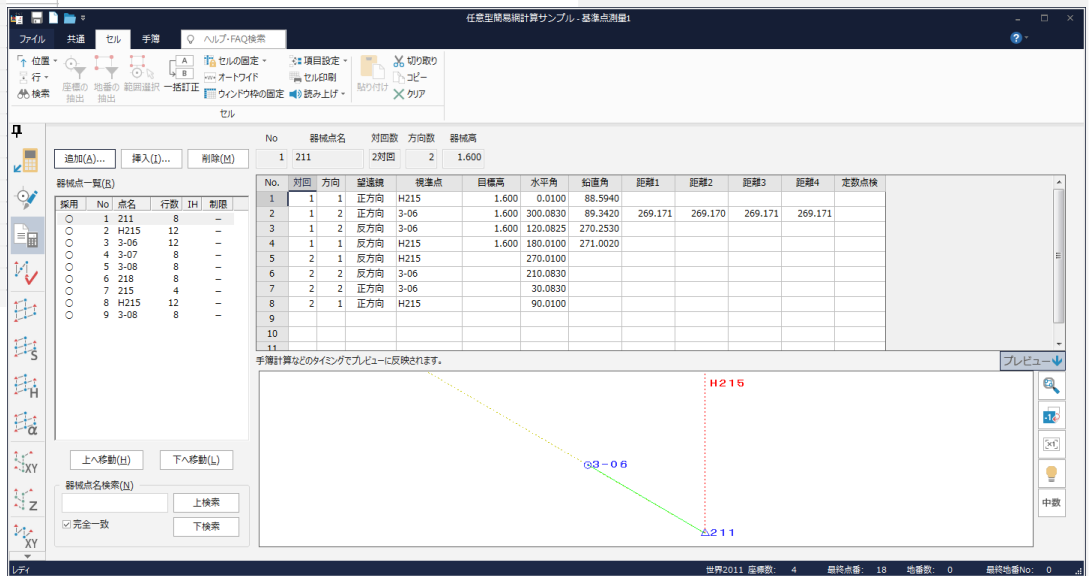 任意型簡易網計算サンプル - 基準点測量1
ファイル 共通 セル 手簿 ヘルプ・FAQ検索
位置 行 検索 座標の抽出 地番の抽出 範囲選択 A B 一括訂正 セルの固定 オートワイド ウィンドウ枠の固定 項目設定 セル印刷 読み上げ 貼り付け 切り取り コピー クリア
セル
No 器械点名 対回数 方向数 器械高
追加(A)... 挿入(I)... 削除(M) 1 211 2対回 2 1.600
器械点一覧(R)
採用 No 点名 行数 IH 制限
○ 1 211 8 –
○ 2 H215 12 –
○ 3 3-06 12 –
○ 4 3-07 8 –
○ 5 3-08 8 –
○ 6 218 8 –
○ 7 215 4 –
○ 8 H215 12 –
○ 9 3-08 8 –
上へ移動(H) 下へ移動(L)
器械点名検索(N)
上検索
完全一致 下検索
No. 対回 方向 望遠鏡 視準点 目標高 水平角 鉛直角 距離1 距離2 距離3 距離4 定数点検
1 1 1 正方向 H215 1.600 0.0100 88.5940
2 1 2 正方向 3-06 1.600 300.0830 89.3420 269.171 269.170 269.171 269.171
3 1 2 反方向 3-06 1.600 120.0825 270.2530
4 1 1 反方向 H215 1.600 180.0100 271.0020
5 2 1 反方向 H215 270.0100
6 2 2 反方向 3-06 210.0830
7 2 2 正方向 3-06 30.0830
8 2 1 正方向 H215 90.0100
9
10
11
手簿計算などのタイミングでプレビューに反映されます。 プレビュー
H215
3-06
211
-1
×1
中数
S
H
α
XY
Z
XY
レディ 世界2011 座標数: 4 最終点番: 18 地番数: 0 最終地番No: 0